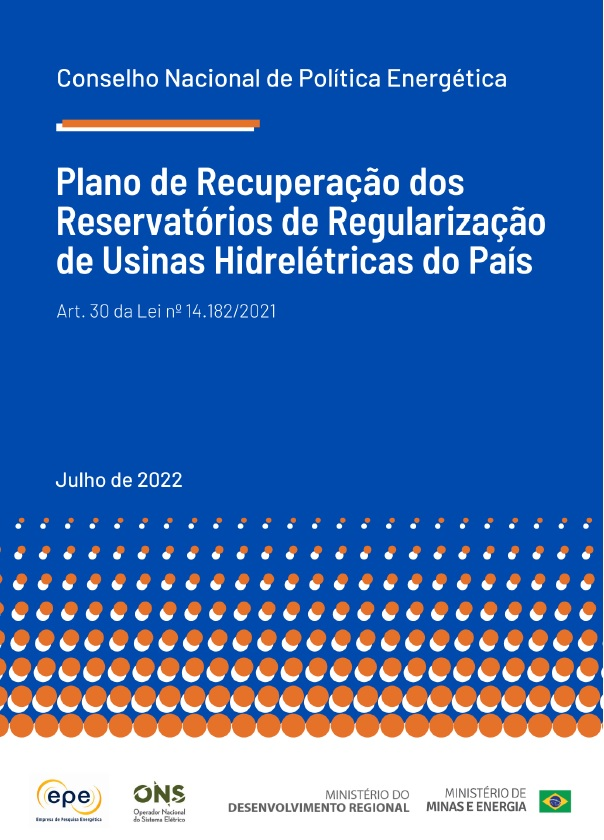 Conselho Nacional de Política Energética
Plano de Recuperação dos
Reservatórios de Regularização
de Usinas Hidrelétricas do País
Art. 30 da Lei nº 14.182/2021
Julho de 2022
epe
Empresa de Pesquisa Energética
ONS
Operador Nacional
do Sistema Elétrico
MINISTÉRIO DO
DESENVOLVIMENTO REGIONAL
MINISTÉRIO DE
MINAS E ENERGIA